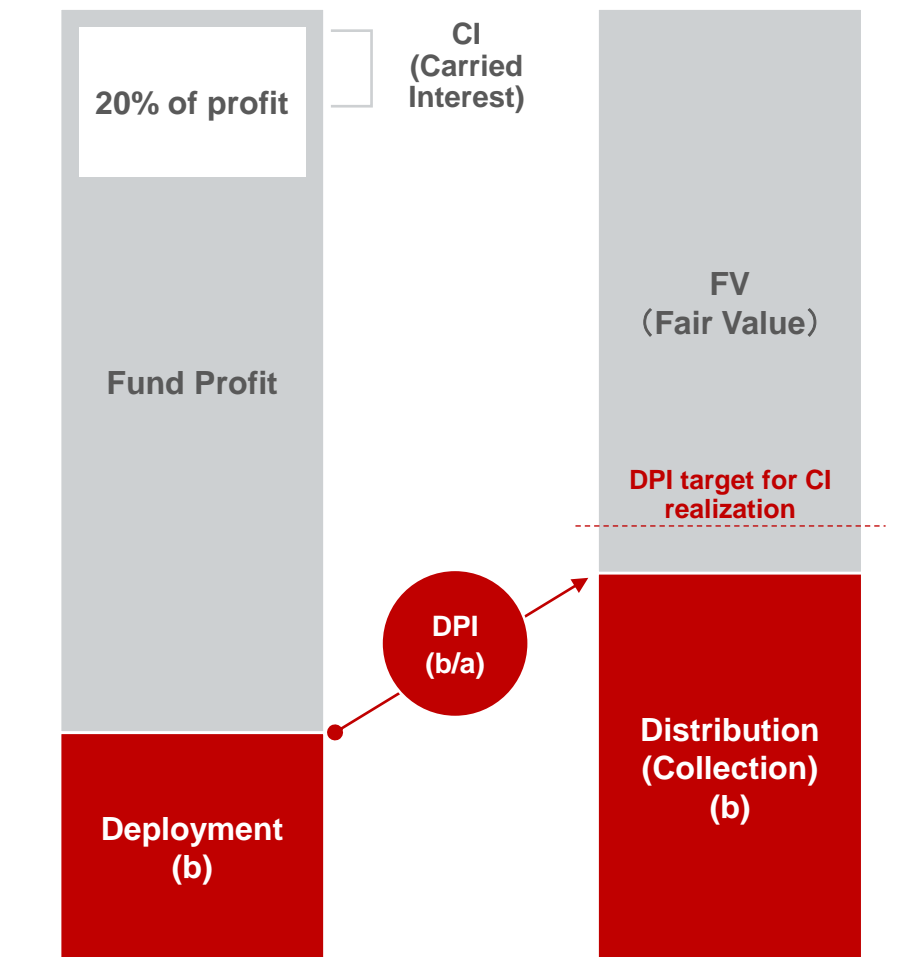 20% of profit
CI
(Carried
Interest)
Fund Profit
FV
（Fair Value）
DPI target for CI
realization
DPI
(b/a)
Deployment
(b)
Distribution
(Collection)
(b)